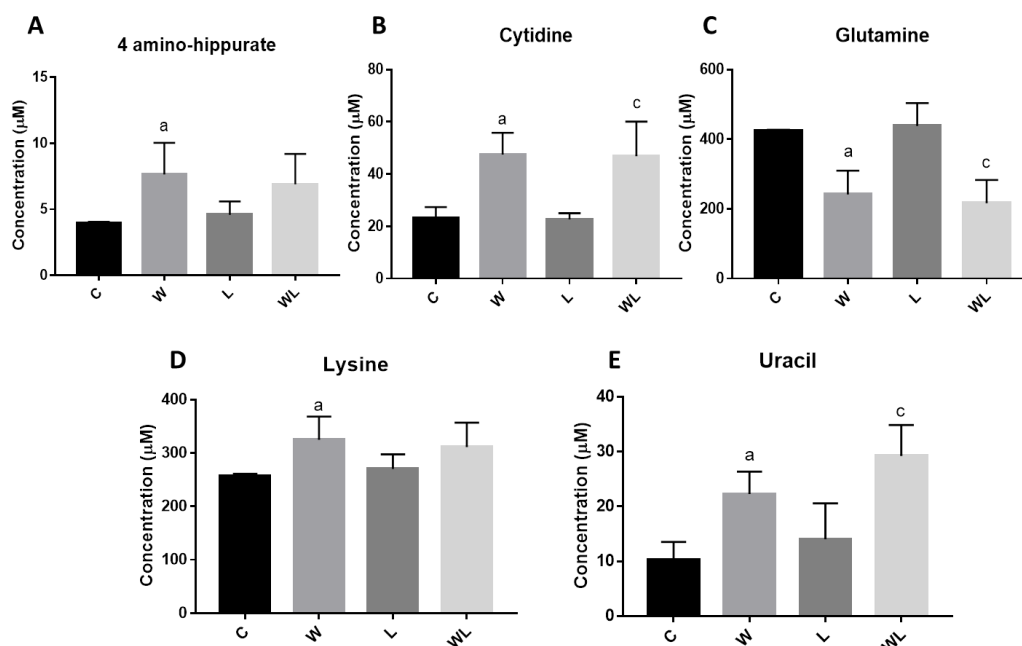 A
4 amino-hippurate
Concentration (µM)
15
10
5
0
a
C
W
L
WL
B
Cytidine
Concentration (µM)
80
60
40
20
0
a
c
C
W
L
WL
C
Glutamine
Concentration (µM)
600
400
200
0
a
c
C
W
L
WL
D
Lysine
Concentration (µM)
400
300
200
100
0
a
C
W
L
WL
E
Uracil
Concentration (µM)
40
30
20
10
0
a
c
C
W
L
WL